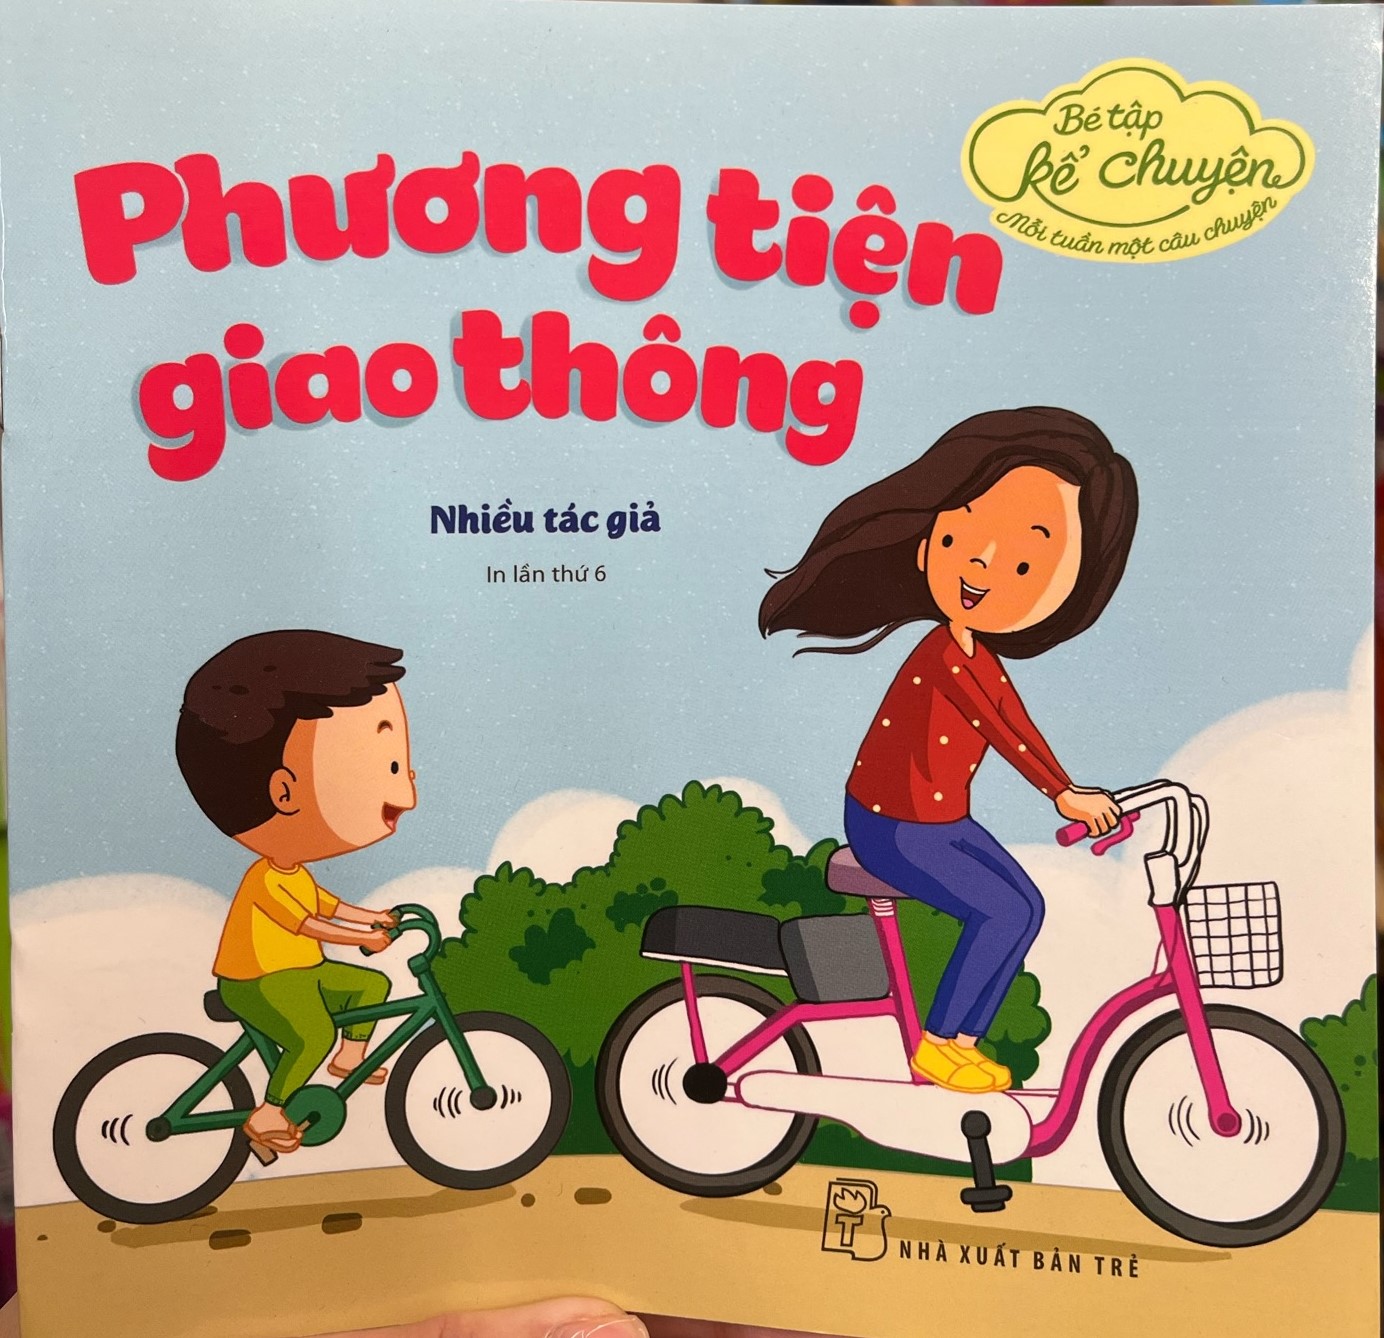 Bé tập
kể chuyện
Mỗi tuần một câu chuyện
Phương tiện
giao thông
Nhiều tác giả
In lần thứ 6
T
NHÀ XUẤT BẢN TRẺ